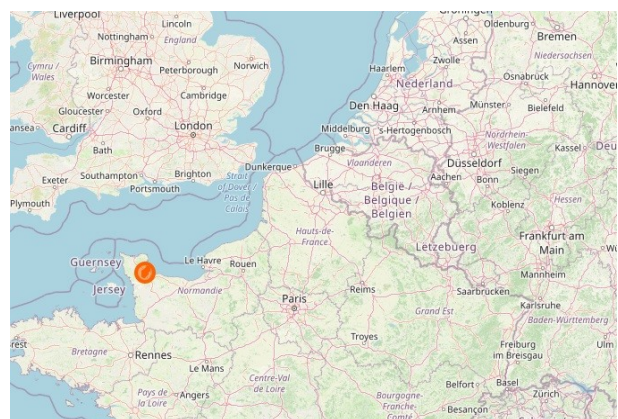 Liverpool
Lincoln
Nottingham
England
Groningen
Assen
Oldenburg
Bremen
Niedersachsen
Cymru /
Wales
Birmingham
Peterborough
Norwich
Haarlem
Zwolle
Nederland
Osnabrück
Hannover
Worcester
Cambridge
Den Haag
Arnhem
Münster
Bielefeld
Gloucester
Oxford
Cardiff
London
Middelburg
's-Hertogenbosch
Nordrhein-
Westfalen
Kassel
Bath
Brugge
Vlaanderen
Düsseldorf
Southampton
Brighton
Strait
of Dover /
Pas de
Calais
Dunkerque
Lille
België /
Belgique /
Belgien
Aachen
Bonn
Siegen
Exeter
Portsmouth
Plymouth
Koblenz
Hessen
Hauts-de-
France
Letzebuerg
Frankfurt am
Main
Guernsey
Le Havre
Rouen
Mannheim
Jersey
Normandie
Paris
Reims
Saarbrücken
Karlsruhe
Grand Est
Baden-Württemberg
Troyes
Ulm
Bretagne
Rennes
Le Mans
Freiburg
im Breisgau
Pays de
la Loire
Angers
Centre-Val
de Loire
Bourgogne-
Franche-
Comté
Belfort
Basel
Zürich
Besançon